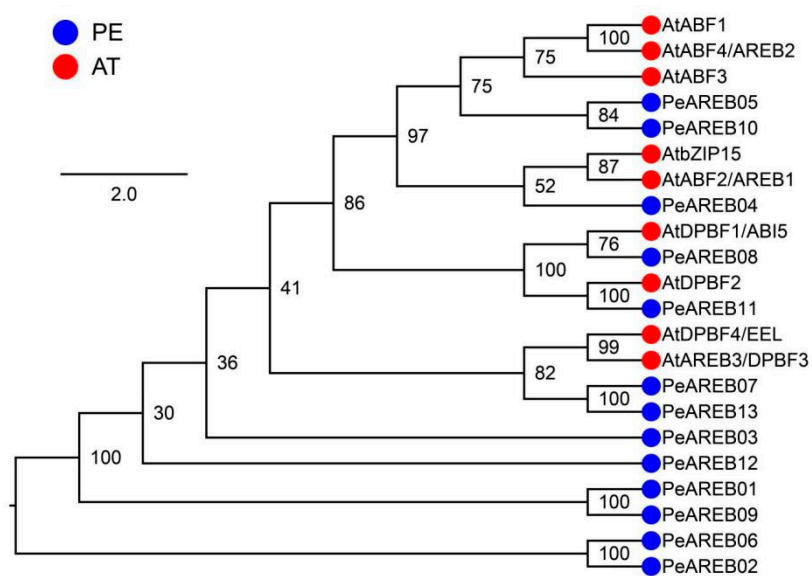 PE
AT
2.0
AtABF1
100
AtABF4/AREB2
75
AtABF3
75
PeAREB05
84
PeAREB10
97
AtbZIP15
87
AtABF2/AREB1
52
PeAREB04
86
AtDPBF1/ABI5
76
PeAREB08
100
AtDPBF2
100
PeAREB11
41
AtDPBF4/EEL
99
AtAREB3/DPBF3
82
PeAREB07
100
PeAREB13
36
PeAREB03
30
PeAREB12
100
PeAREB01
100
PeAREB09
PeAREB06
100
PeAREB02